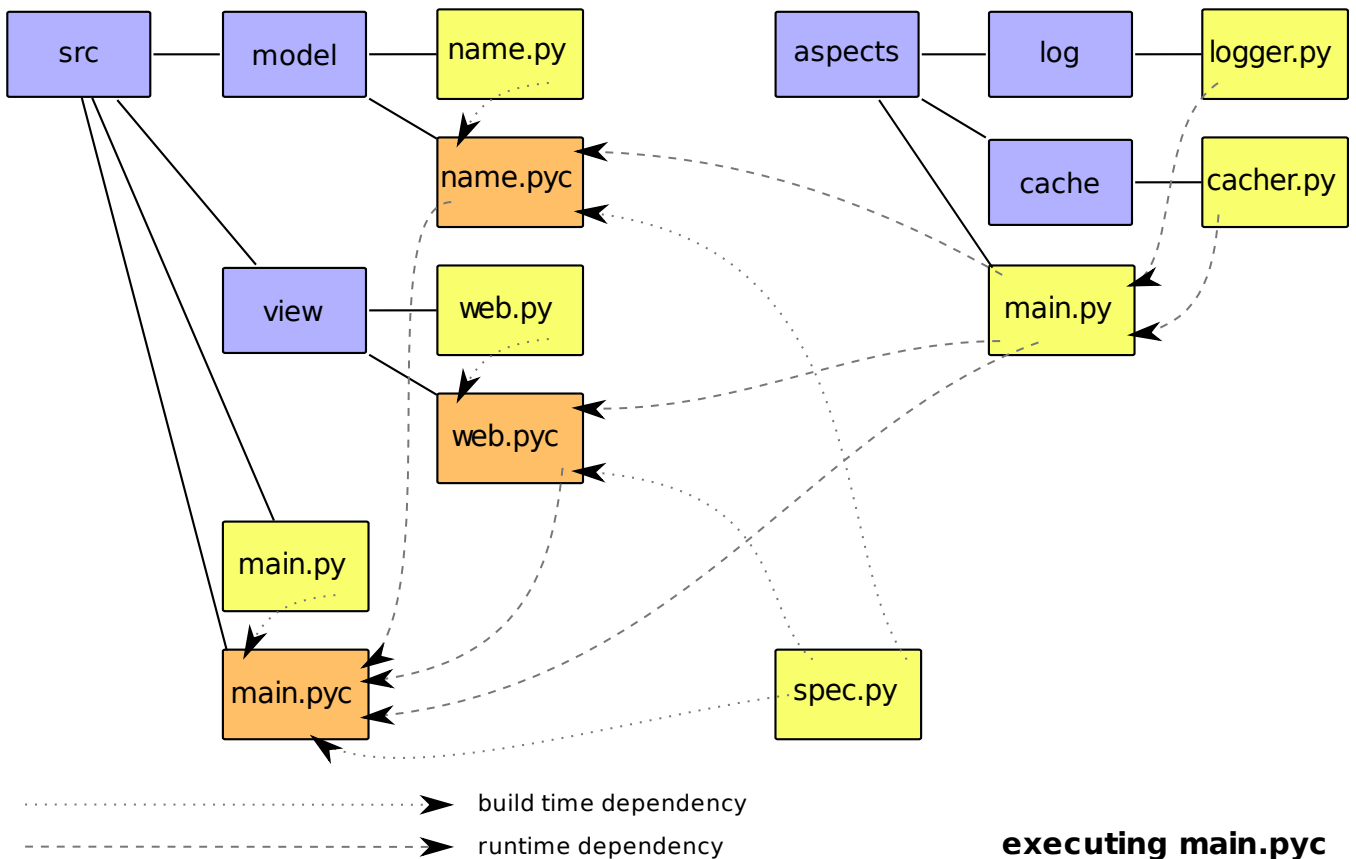 src
model
name.py
aspects
log
logger.py
name.pyc
cache
cacher.py
view
web.py
main.py
web.pyc
main.py
main.pyc
spec.py
build time dependency
runtime dependency
executing main.pyc